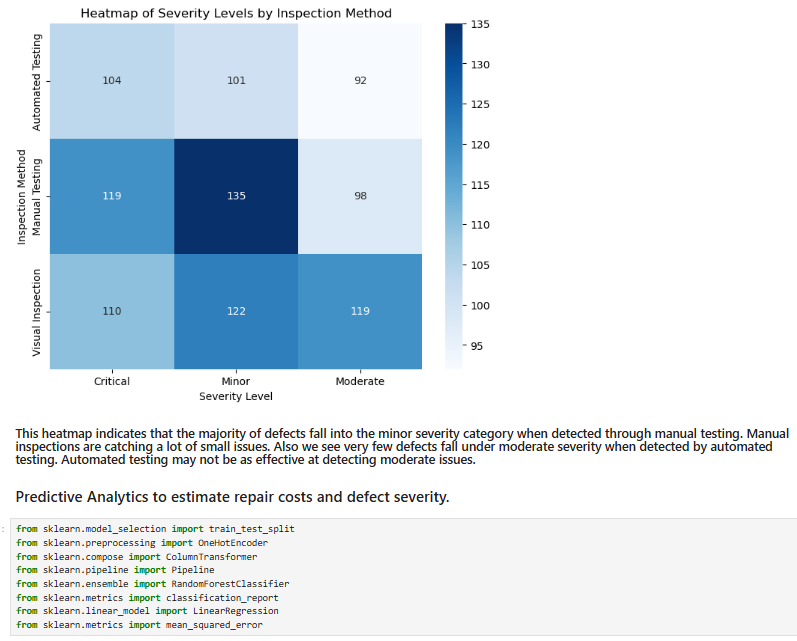 Heatmap of Severity Levels by Inspection Method
Automated Testing
Manual Testing
Visual Inspection
Inspection Method
104 101 92
119 135 98
110 122 119
Critical Minor Moderate
Severity Level
135
130
125
120
115
110
105
100
95
This heatmap indicates that the majority of defects fall into the minor severity category when detected through manual testing. Manual
inspections are catching a lot of small issues. Also we see very few defects fall under moderate severity when detected by automated
testing. Automated testing may not be as effective at detecting moderate issues.
Predictive Analytics to estimate repair costs and defect severity.
:
from sklearn.model_selection import train_test_split
from sklearn.preprocessing import OneHotEncoder
from sklearn.compose import ColumnTransformer
from sklearn.pipeline import Pipeline
from sklearn.ensemble import RandomForestClassifier
from sklearn.metrics import classification_report
from sklearn.linear_model import LinearRegression
from sklearn.metrics import mean_squared_error